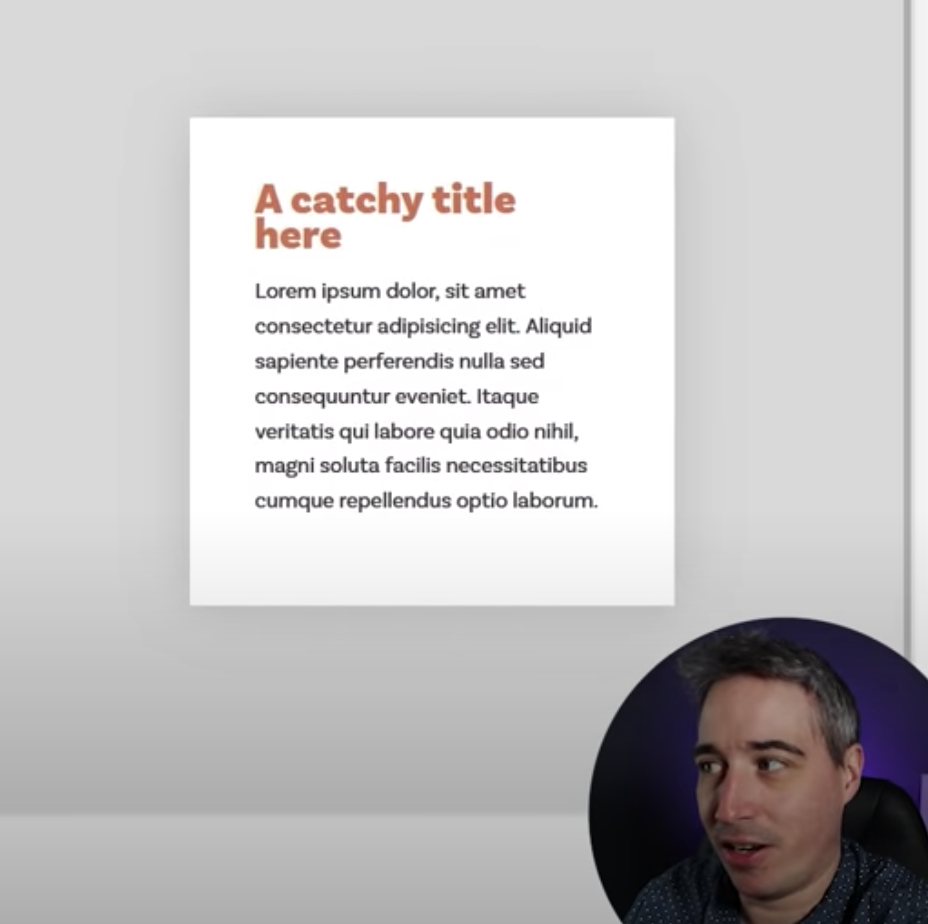 A catchy title
here
Lorem ipsum dolor, sit amet
consectetur adipisicing elit. Aliquid
sapiente perferendis nulla sed
consequuntur eveniet. Itaque
veritatis qui labore quia odio nihil,
magni soluta facilis necessitatibus
cumque repellendus optio laborum.